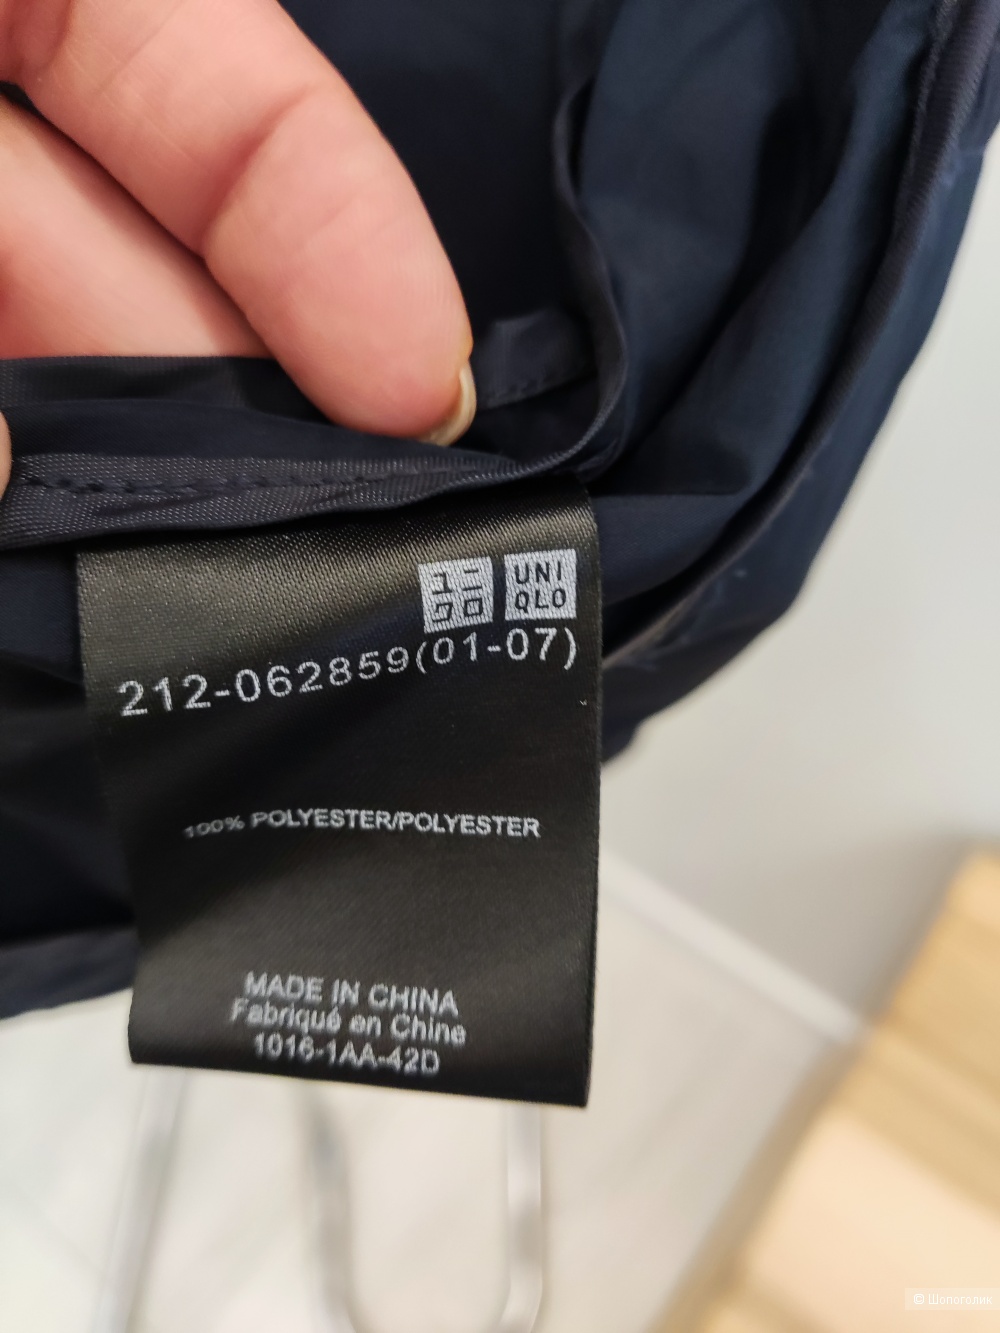 ユニ UNI
クロ QLO
212-062859(01-07)
100% POLYESTER/POLYESTER
MADE IN CHINA
Fabriqué en Chine
1016-1AA-42D
© Шопоголик